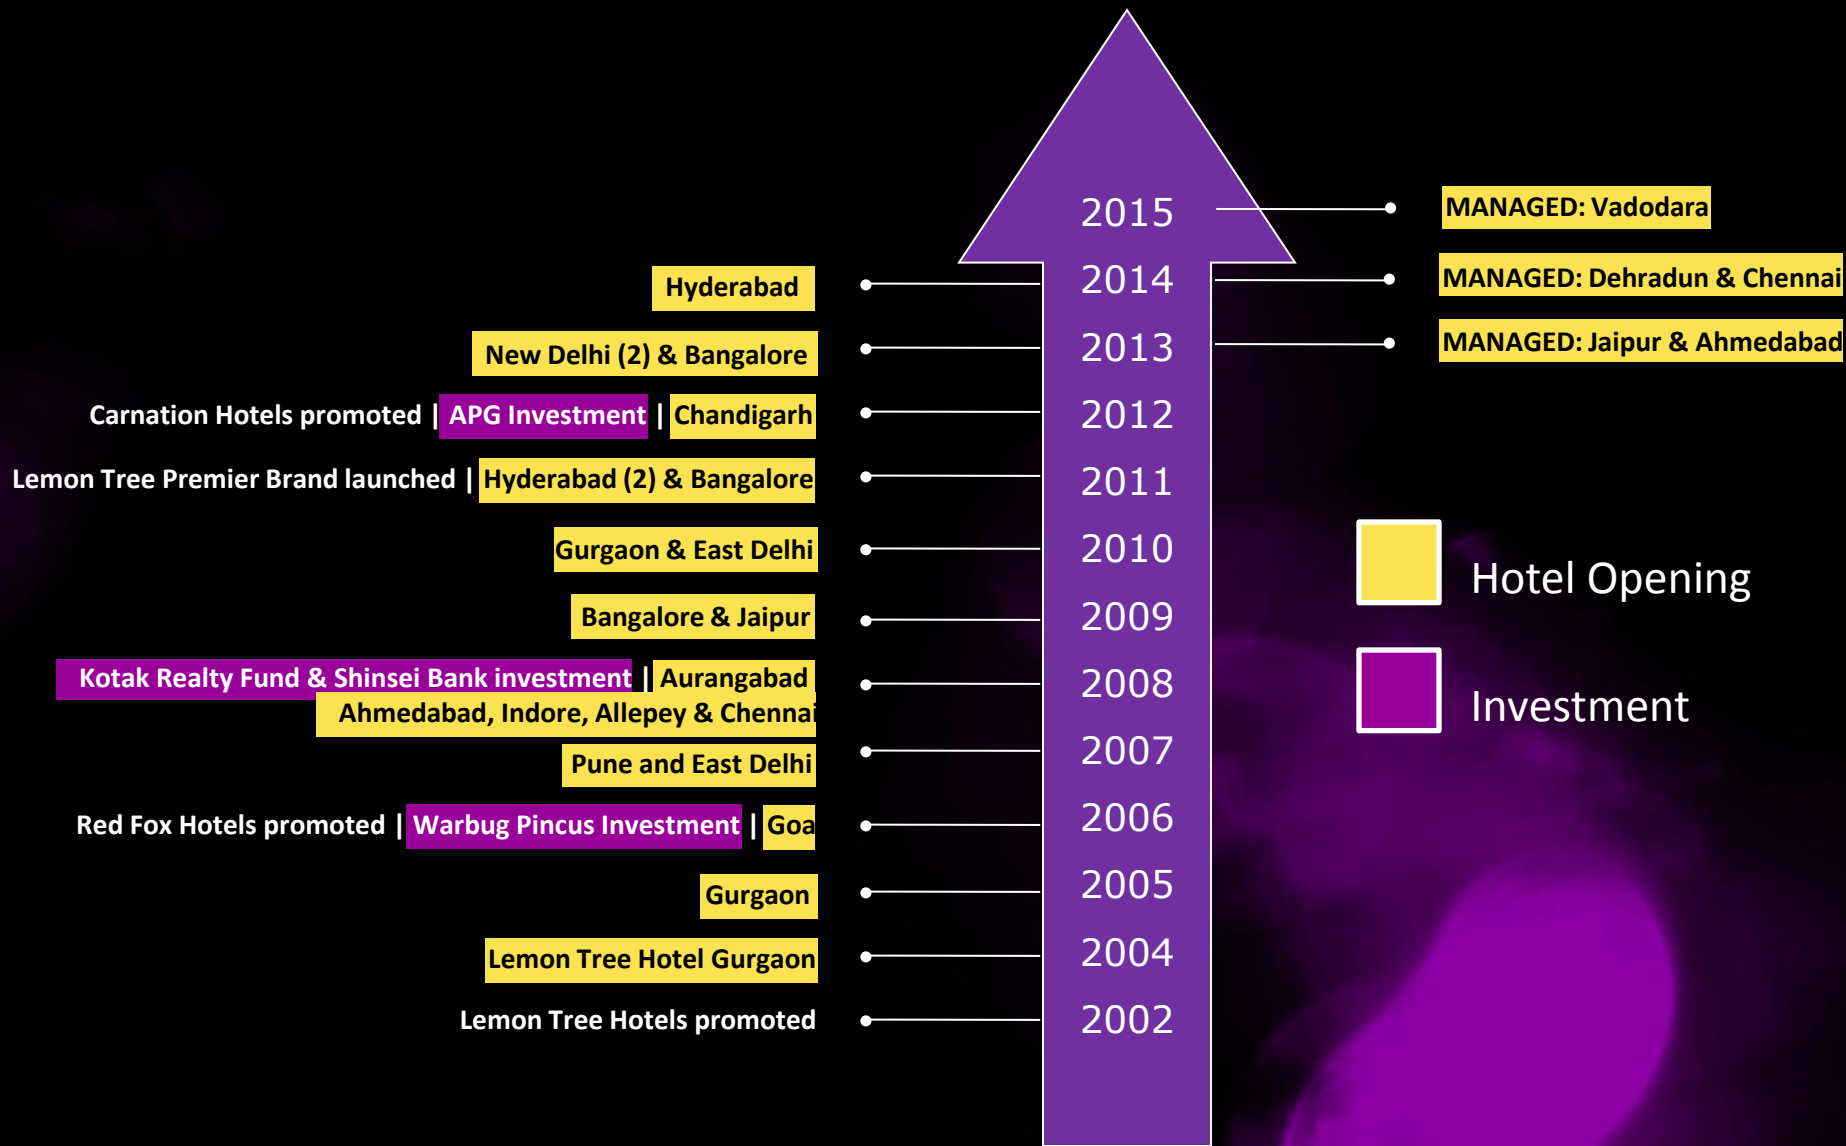 2015
MANAGED: Vadodara
Hyderabad
2014
MANAGED: Dehradun & Chennai
New Delhi (2) & Bangalore
2013
MANAGED: Jaipur & Ahmedabad
Carnation Hotels promoted | APG Investment | Chandigarh
2012
Lemon Tree Premier Brand launched | Hyderabad (2) & Bangalore
2011
Gurgaon & East Delhi
2010
Hotel Opening
Bangalore & Jaipur
2009
Kotak Realty Fund & Shinsei Bank investment | Aurangabad
Ahmedabad, Indore, Allepey & Chennai
2008
Investment
Pune and East Delhi
2007
Red Fox Hotels promoted | Warbug Pincus Investment | Goa
2006
Gurgaon
2005
Lemon Tree Hotel Gurgaon
2004
Lemon Tree Hotels promoted
2002